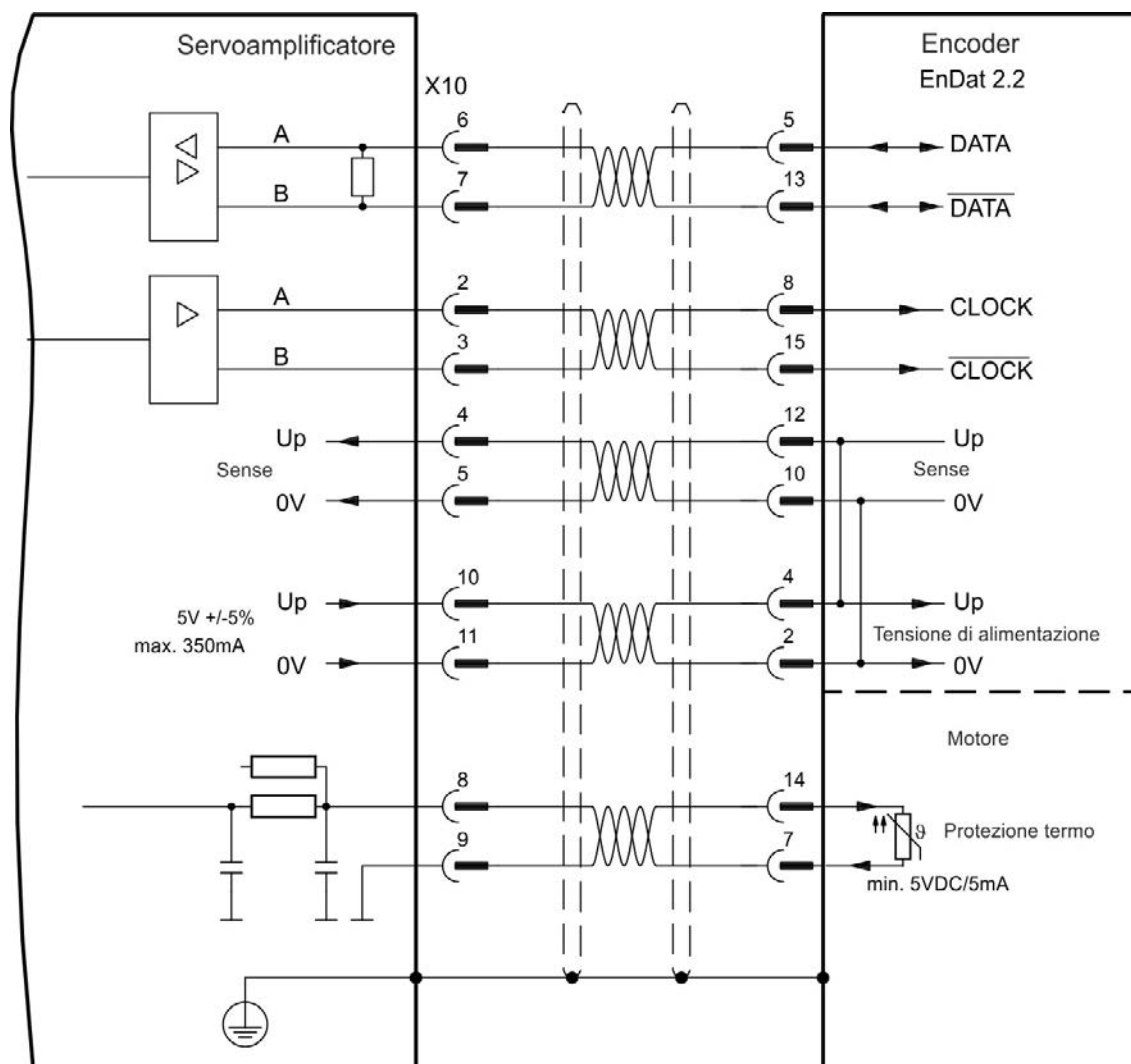 Servoamplificatore
Encoder
EnDat 2.2
X10
A 6 5 DATA
B 7 13 DATA
A 2 8 CLOCK
B 3 15 CLOCK
Up 4 12 Up
Sense Sense
0V 5 10 0V
Up 10 4 Up
5V +/-5%
max. 350mA
Tensione di alimentazione
0V 11 2 0V
Motore
8 14
ϑ Protezione termo
9 7
min. 5VDC/5mA